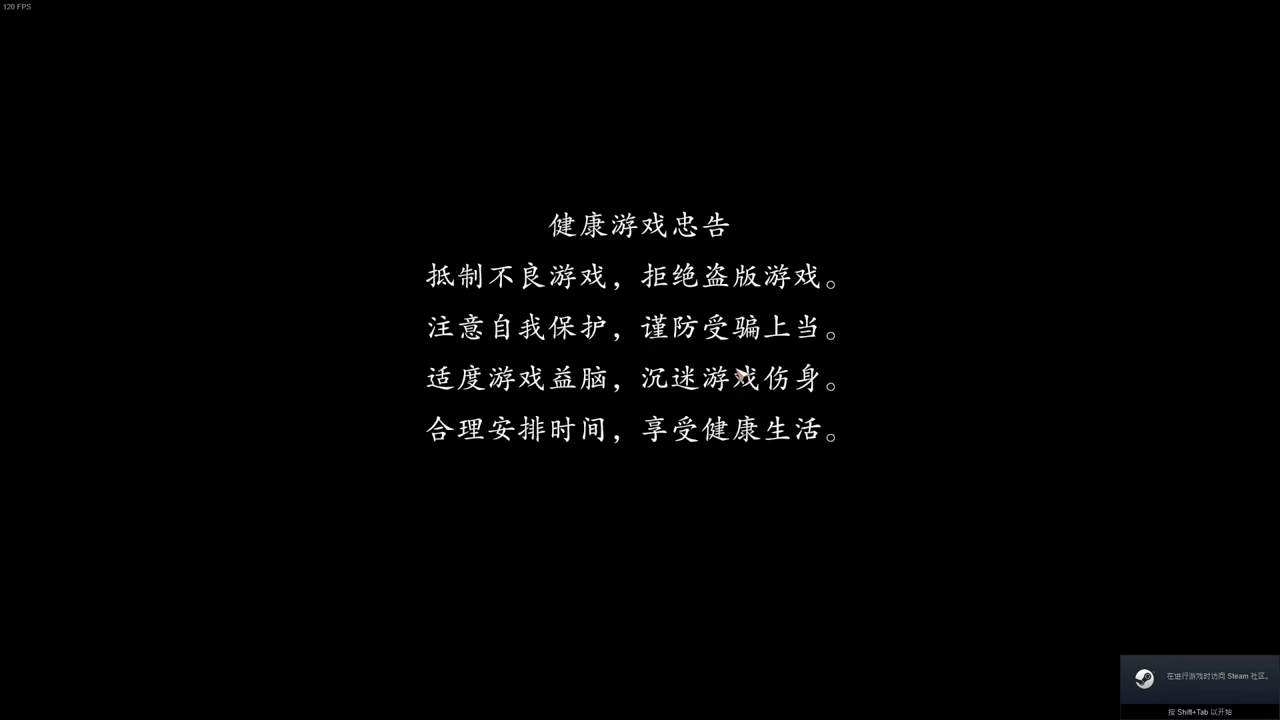 120 FPS
健康游戏忠告
抵制不良游戏，拒绝盗版游戏。
注意自我保护，谨防受骗上当。
适度游戏益脑，沉迷游戏伤身。
合理安排时间，享受健康生活。
在进行游戏时访问 Steam 社区。
按 Shift+Tab 以开始